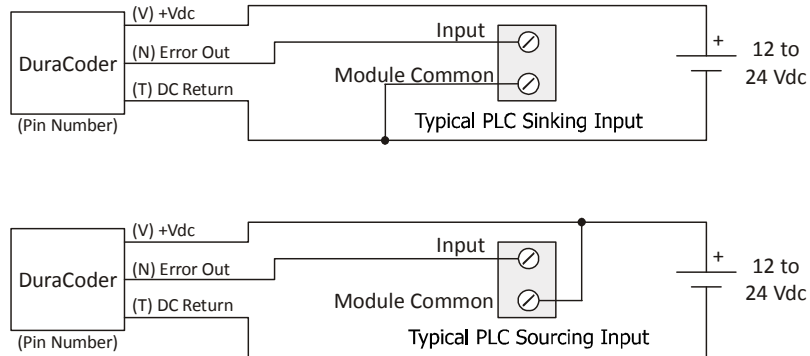 (V) +Vdc
DuraCoder
(N) Error Out
(T) DC Return
(Pin Number)
Input
Module Common
Typical PLC Sinking Input
+
12 to
24 Vdc
(V) +Vdc
DuraCoder
(N) Error Out
(T) DC Return
(Pin Number)
Input
Module Common
Typical PLC Sourcing Input
+
12 to
24 Vdc